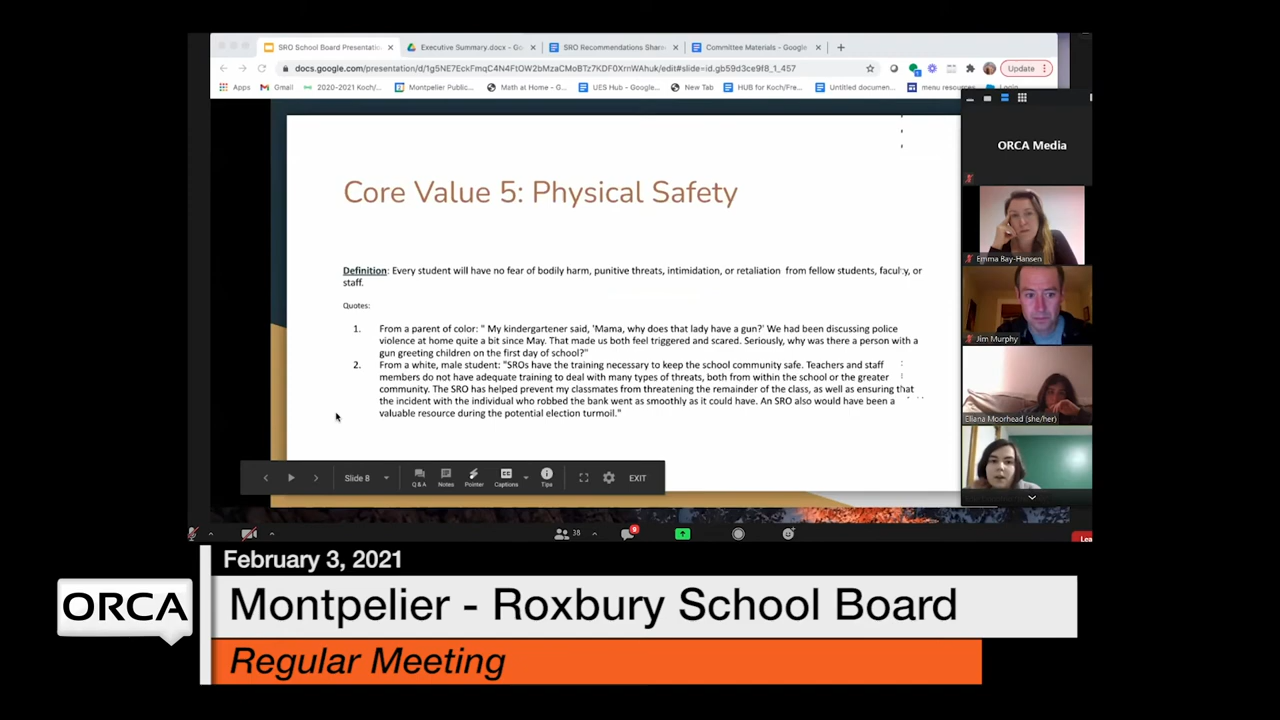 SRO School Board Presentatio
Executive Summary.docx - Go
SRO Recommendations Share
Committee Materials - Google
docs.google.com/presentation/d/1g5NE7EckFmqC4N4FtOW2bMzaCMoBTz7KDF0XrnWAhuk/edit#slide=id.gb59d3ce9f8_1_457
Update
Apps
Gmail
2020-2021 Koch/...
Montpelier Public...
Math at Home - G...
UES Hub - Google...
New Tab
HUB for Koch/Fre...
Untitled documen...
menu resources
Login
ORCA Media
Core Value 5: Physical Safety
Emma Bay-Hansen
Definition: Every student will have no fear of bodily harm, punitive threats, intimidation, or retaliation from fellow students, faculty, or
staff.
Quotes:
Jim Murphy
1. From a parent of color: " My kindergartener said, 'Mama, why does that lady have a gun?' We had been discussing police
violence at home quite a bit since May. That made us both feel triggered and scared. Seriously, why was there a person with a
gun greeting children on the first day of school?"
2. From a white, male student: "SROs have the training necessary to keep the school community safe. Teachers and staff
members do not have adequate training to deal with many types of threats, both from within the school or the greater
community. The SRO has helped prevent my classmates from threatening the remainder of the class, as well as ensuring that
the incident with the individual who robbed the bank went as smoothly as it could have. An SRO also would have been a
valuable resource during the potential election turmoil."
Eliana Moorhead (she/her)
Slide 8
Q & A
Notes
Pointer
CC
Captions
Tips
EXIT
38
9
Lea
February 3, 2021
ORCA
Montpelier - Roxbury School Board
Regular Meeting